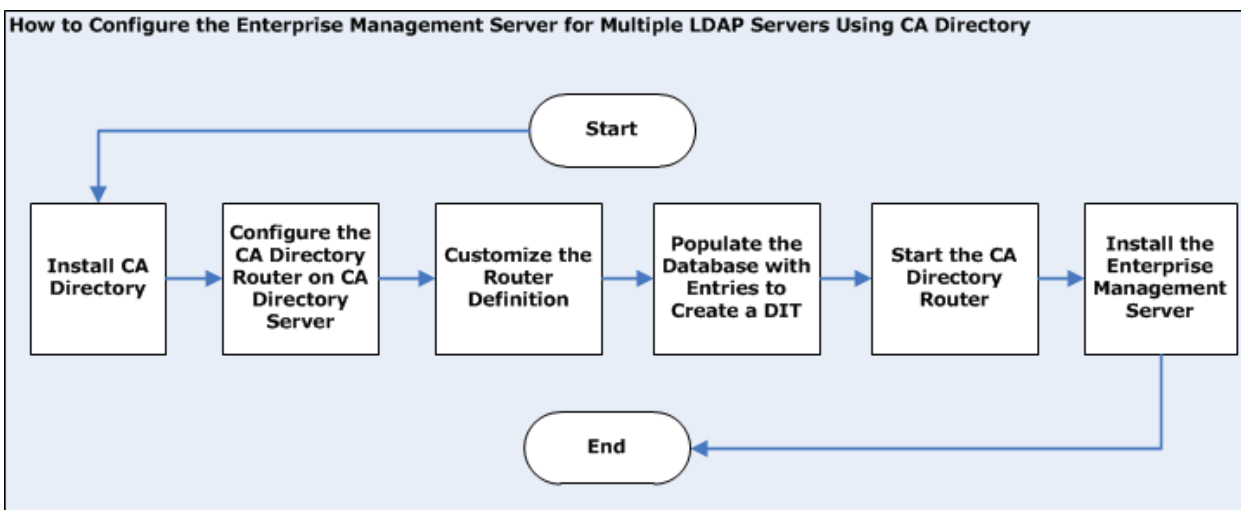 How to Configure the Enterprise Management Server for Multiple LDAP Servers Using CA Directory
Start
Install CA
Directory
Configure the
CA Directory
Router on CA
Directory
Server
Customize the
Router
Definition
Populate the
Database with
Entries to
Create a DIT
Start the CA
Directory
Router
Install the
Enterprise
Management
Server
End